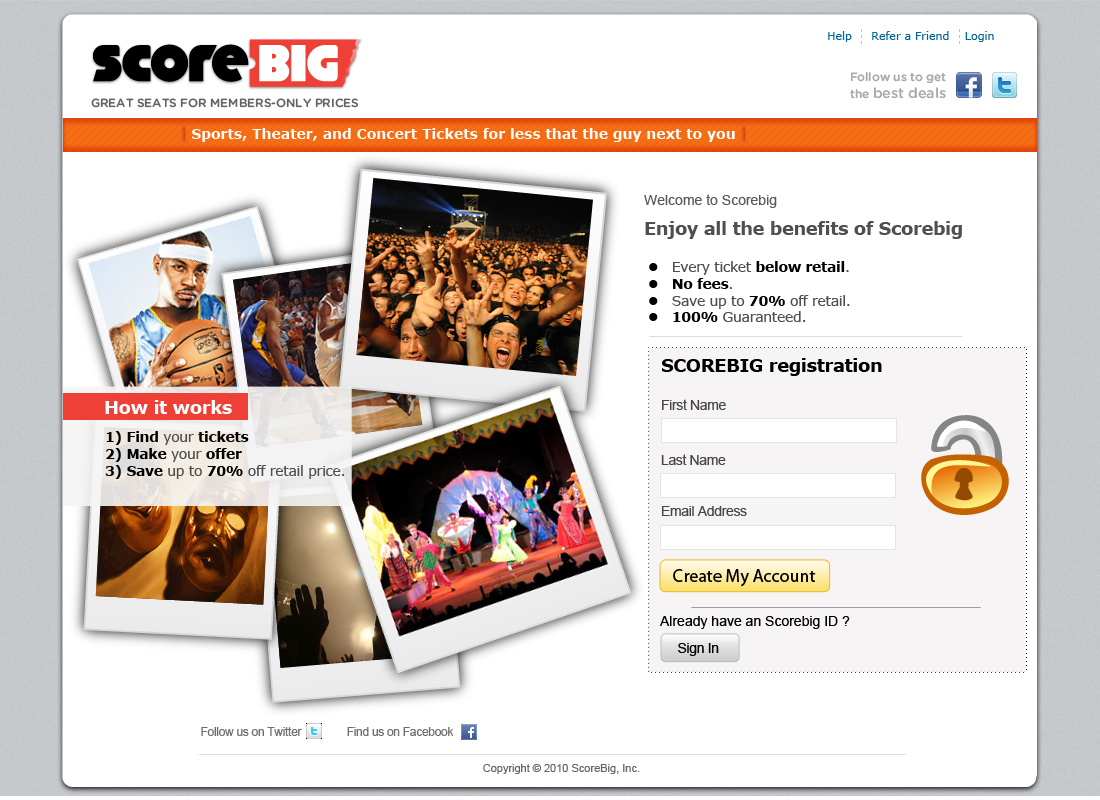 Help
Refer a Friend
Login
score BIG
GREAT SEATS FOR MEMBERS-ONLY PRICES
Follow us to get
the best deals
f
t
Sports, Theater, and Concert Tickets for less that the guy next to you
Welcome to Scorebig
Enjoy all the benefits of Scorebig
Every ticket below retail.
No fees.
Save up to 70% off retail.
100% Guaranteed.
How it works
1) Find your tickets
2) Make your offer
3) Save up to 70% off retail price.
SCOREBIG registration
First Name
Last Name
Email Address
Create My Account
Already have an Scorebig ID ?
Sign In
Follow us on Twitter t
Find us on Facebook f
Copyright © 2010 ScoreBig, Inc.